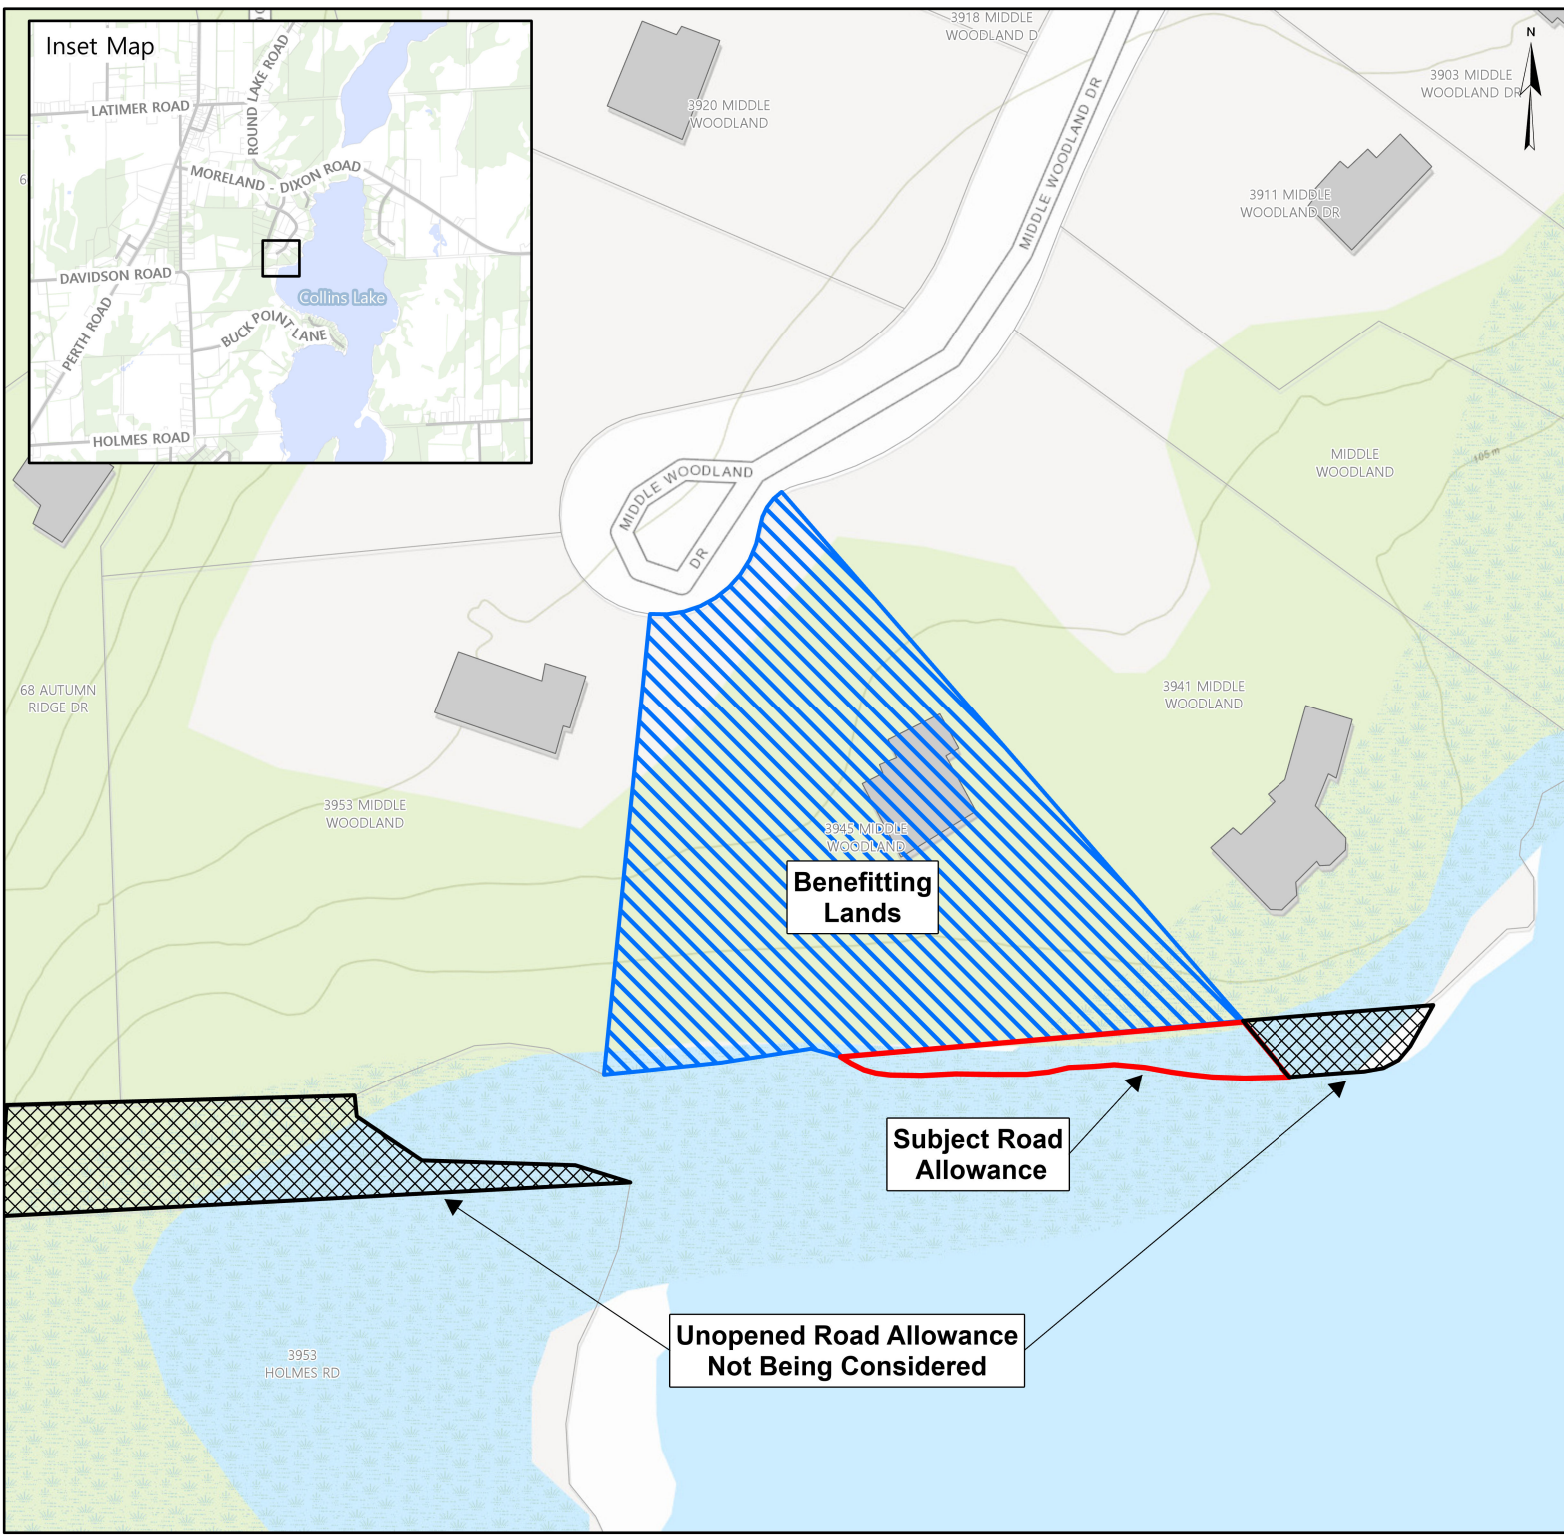 Inset Map
LATIMER ROAD
ROUND LAKE ROAD
MORELAND - DIXON ROAD
DAVIDSON ROAD
PERTH ROAD
Collins Lake
BUCK POINT LANE
HOLMES ROAD
3918 MIDDLE
WOODLAND D
N
3903 MIDDLE
WOODLAND DR
3920 MIDDLE
WOODLAND
MIDDLE WOODLAND DR
3911 MIDDLE
WOODLAND DR
MIDDLE WOODLAND
DR
MIDDLE
WOODLAND
105 m
68 AUTUMN
RIDGE DR
3941 MIDDLE
WOODLAND
3953 MIDDLE
WOODLAND
3945 MIDDLE
WOODLAND
Benefitting
Lands
Subject Road
Allowance
Unopened Road Allowance
Not Being Considered
3953
HOLMES RD